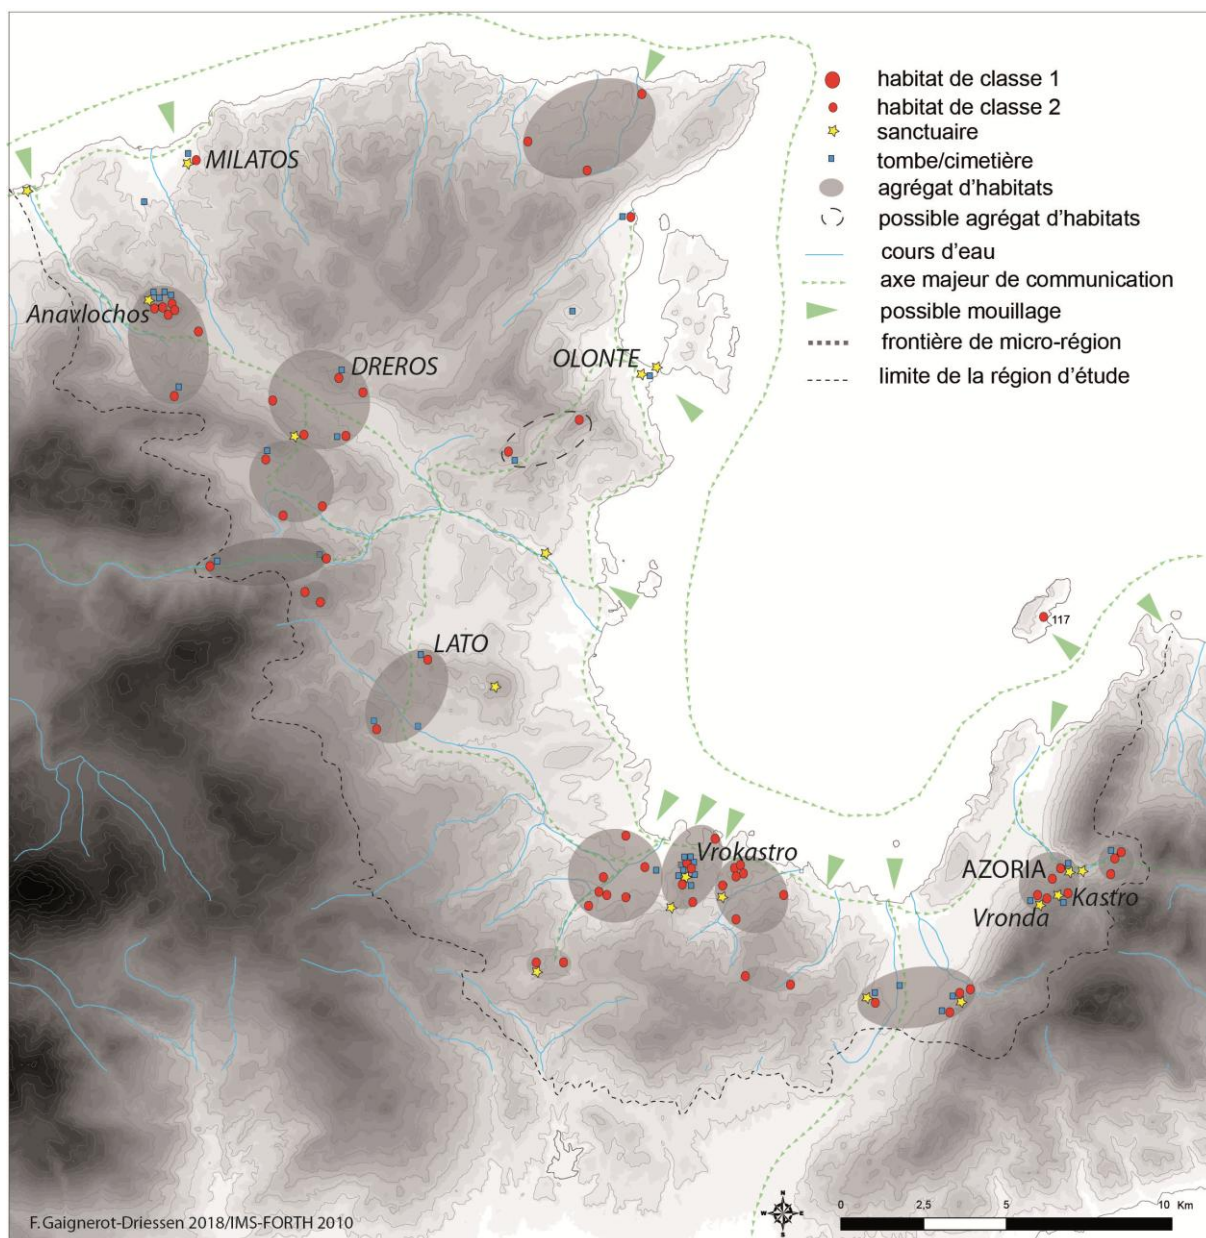 habitat de classe 1
habitat de classe 2
sanctuaire
tombe/cimetière
agrégat d'habitats
possible agrégat d'habitats
cours d'eau
axe majeur de communication
possible mouillage
frontière de micro-région
limite de la région d'étude
MILATOS
Anavlochos
DREROS
OLONTE
LATO
117
Vrokastro
AZORIA
Kastro
Vronda
N
W E
S
0 2,5 5 10 Km
F. Gaignerot-Driessen 2018/IMS-FORTH 2010